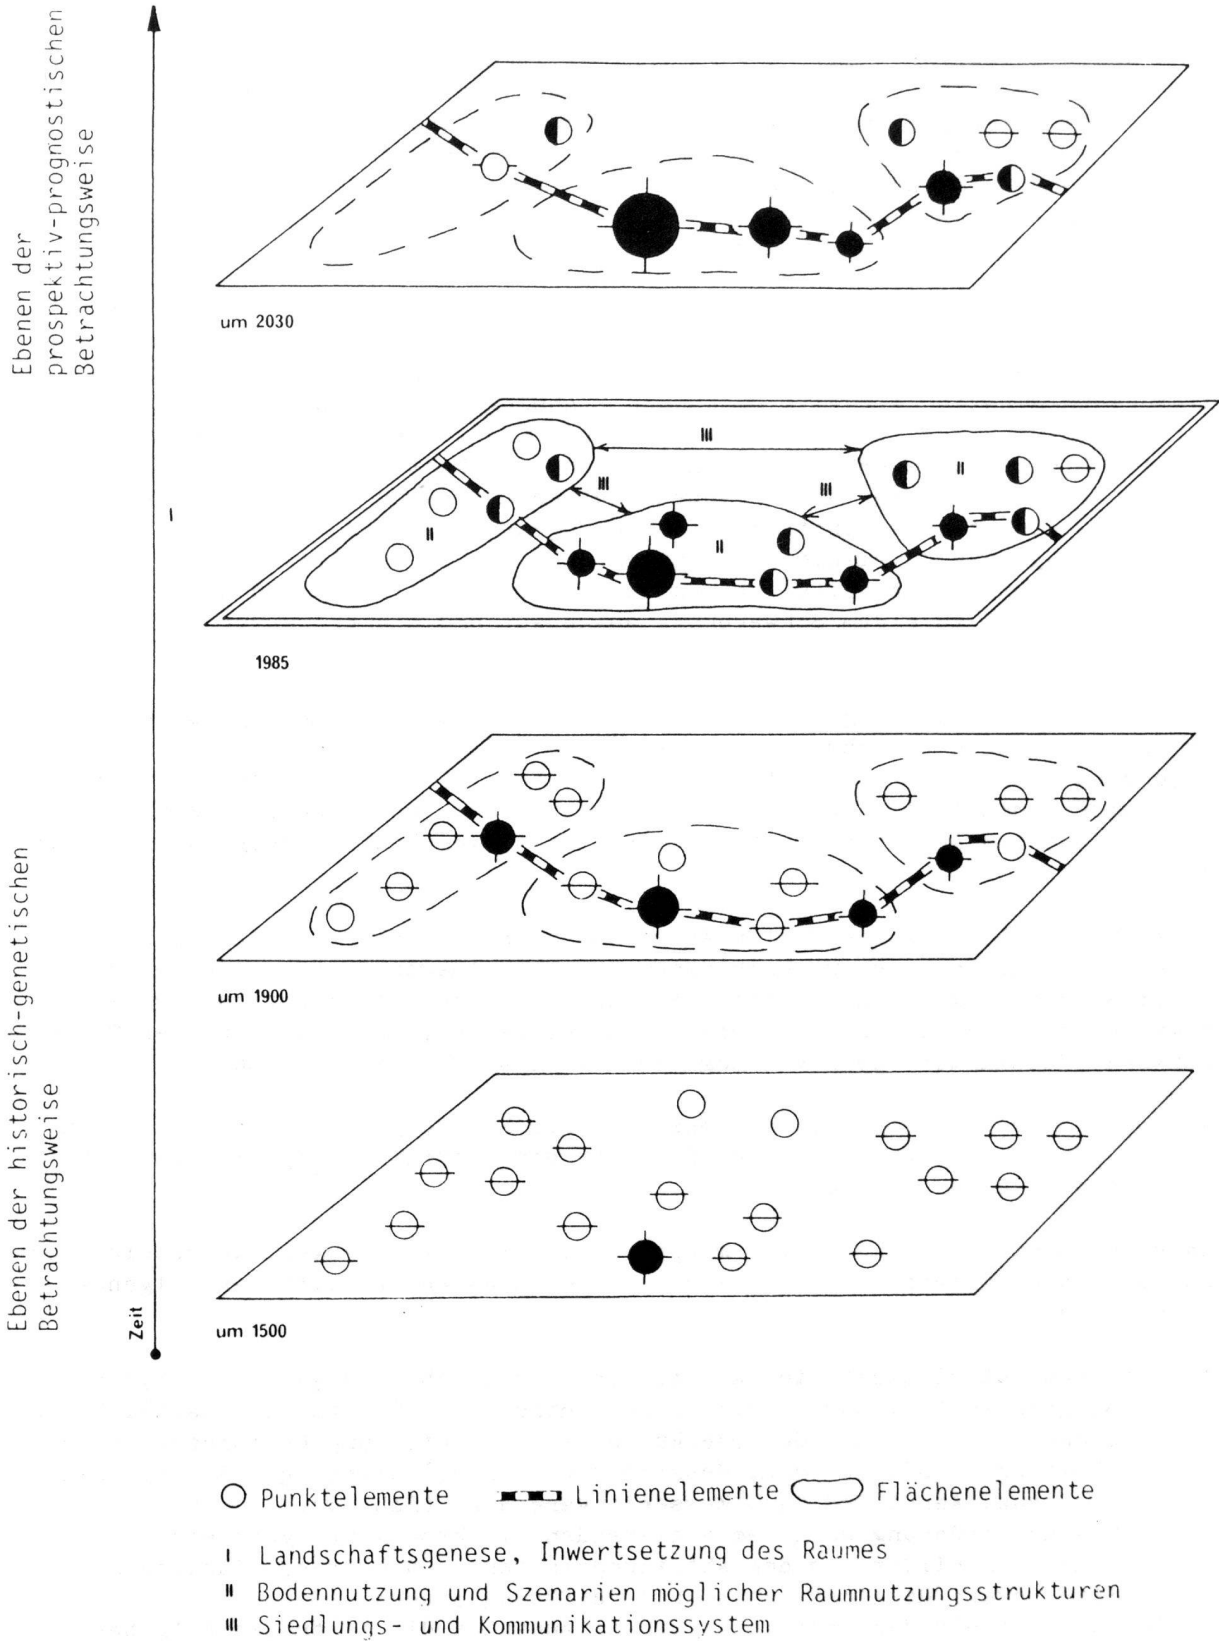 Ebenen der
prospektiv-prognostischen
Betrachtungsweise
um 2030
III
III
III
II
II
II
I
1985
um 1900
Ebenen der historisch-genetischen
Betrachtungsweise
Zeit
um 1500
Punktelemente
Linienelemente
Flächenelemente
I Landschaftsgenese, Inwertsetzung des Raumes
II Bodennutzung und Szenarien möglicher Raumnutzungsstrukturen
III Siedlungs- und Kommunikationssystem